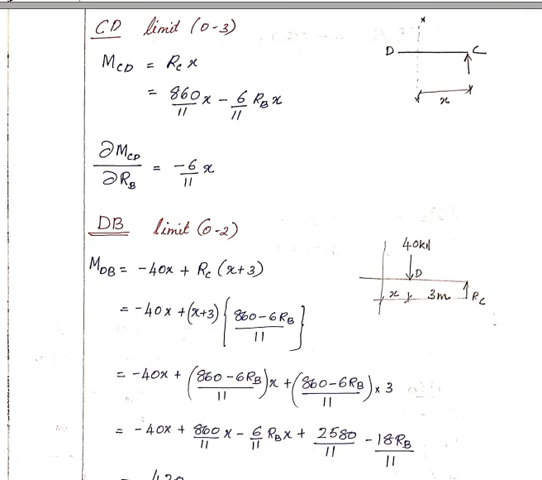 CD limit (0-3)
M_CD = R_C x
= 860/11 x - 6/11 R_B x
∂M_CD/∂R_B = -6/11 x
x
D C
x
DB limit (0-2)
M_DB = -40x + R_C (x+3)
= -40x + (x+3) {860-6R_B/11}
= -40x + (860-6R_B/11)x + (860-6R_B/11) x 3
= -40x + 860/11 x - 6/11 R_B x + 2580/11 - 18R_B/11
40kN
D
x 3m R_C